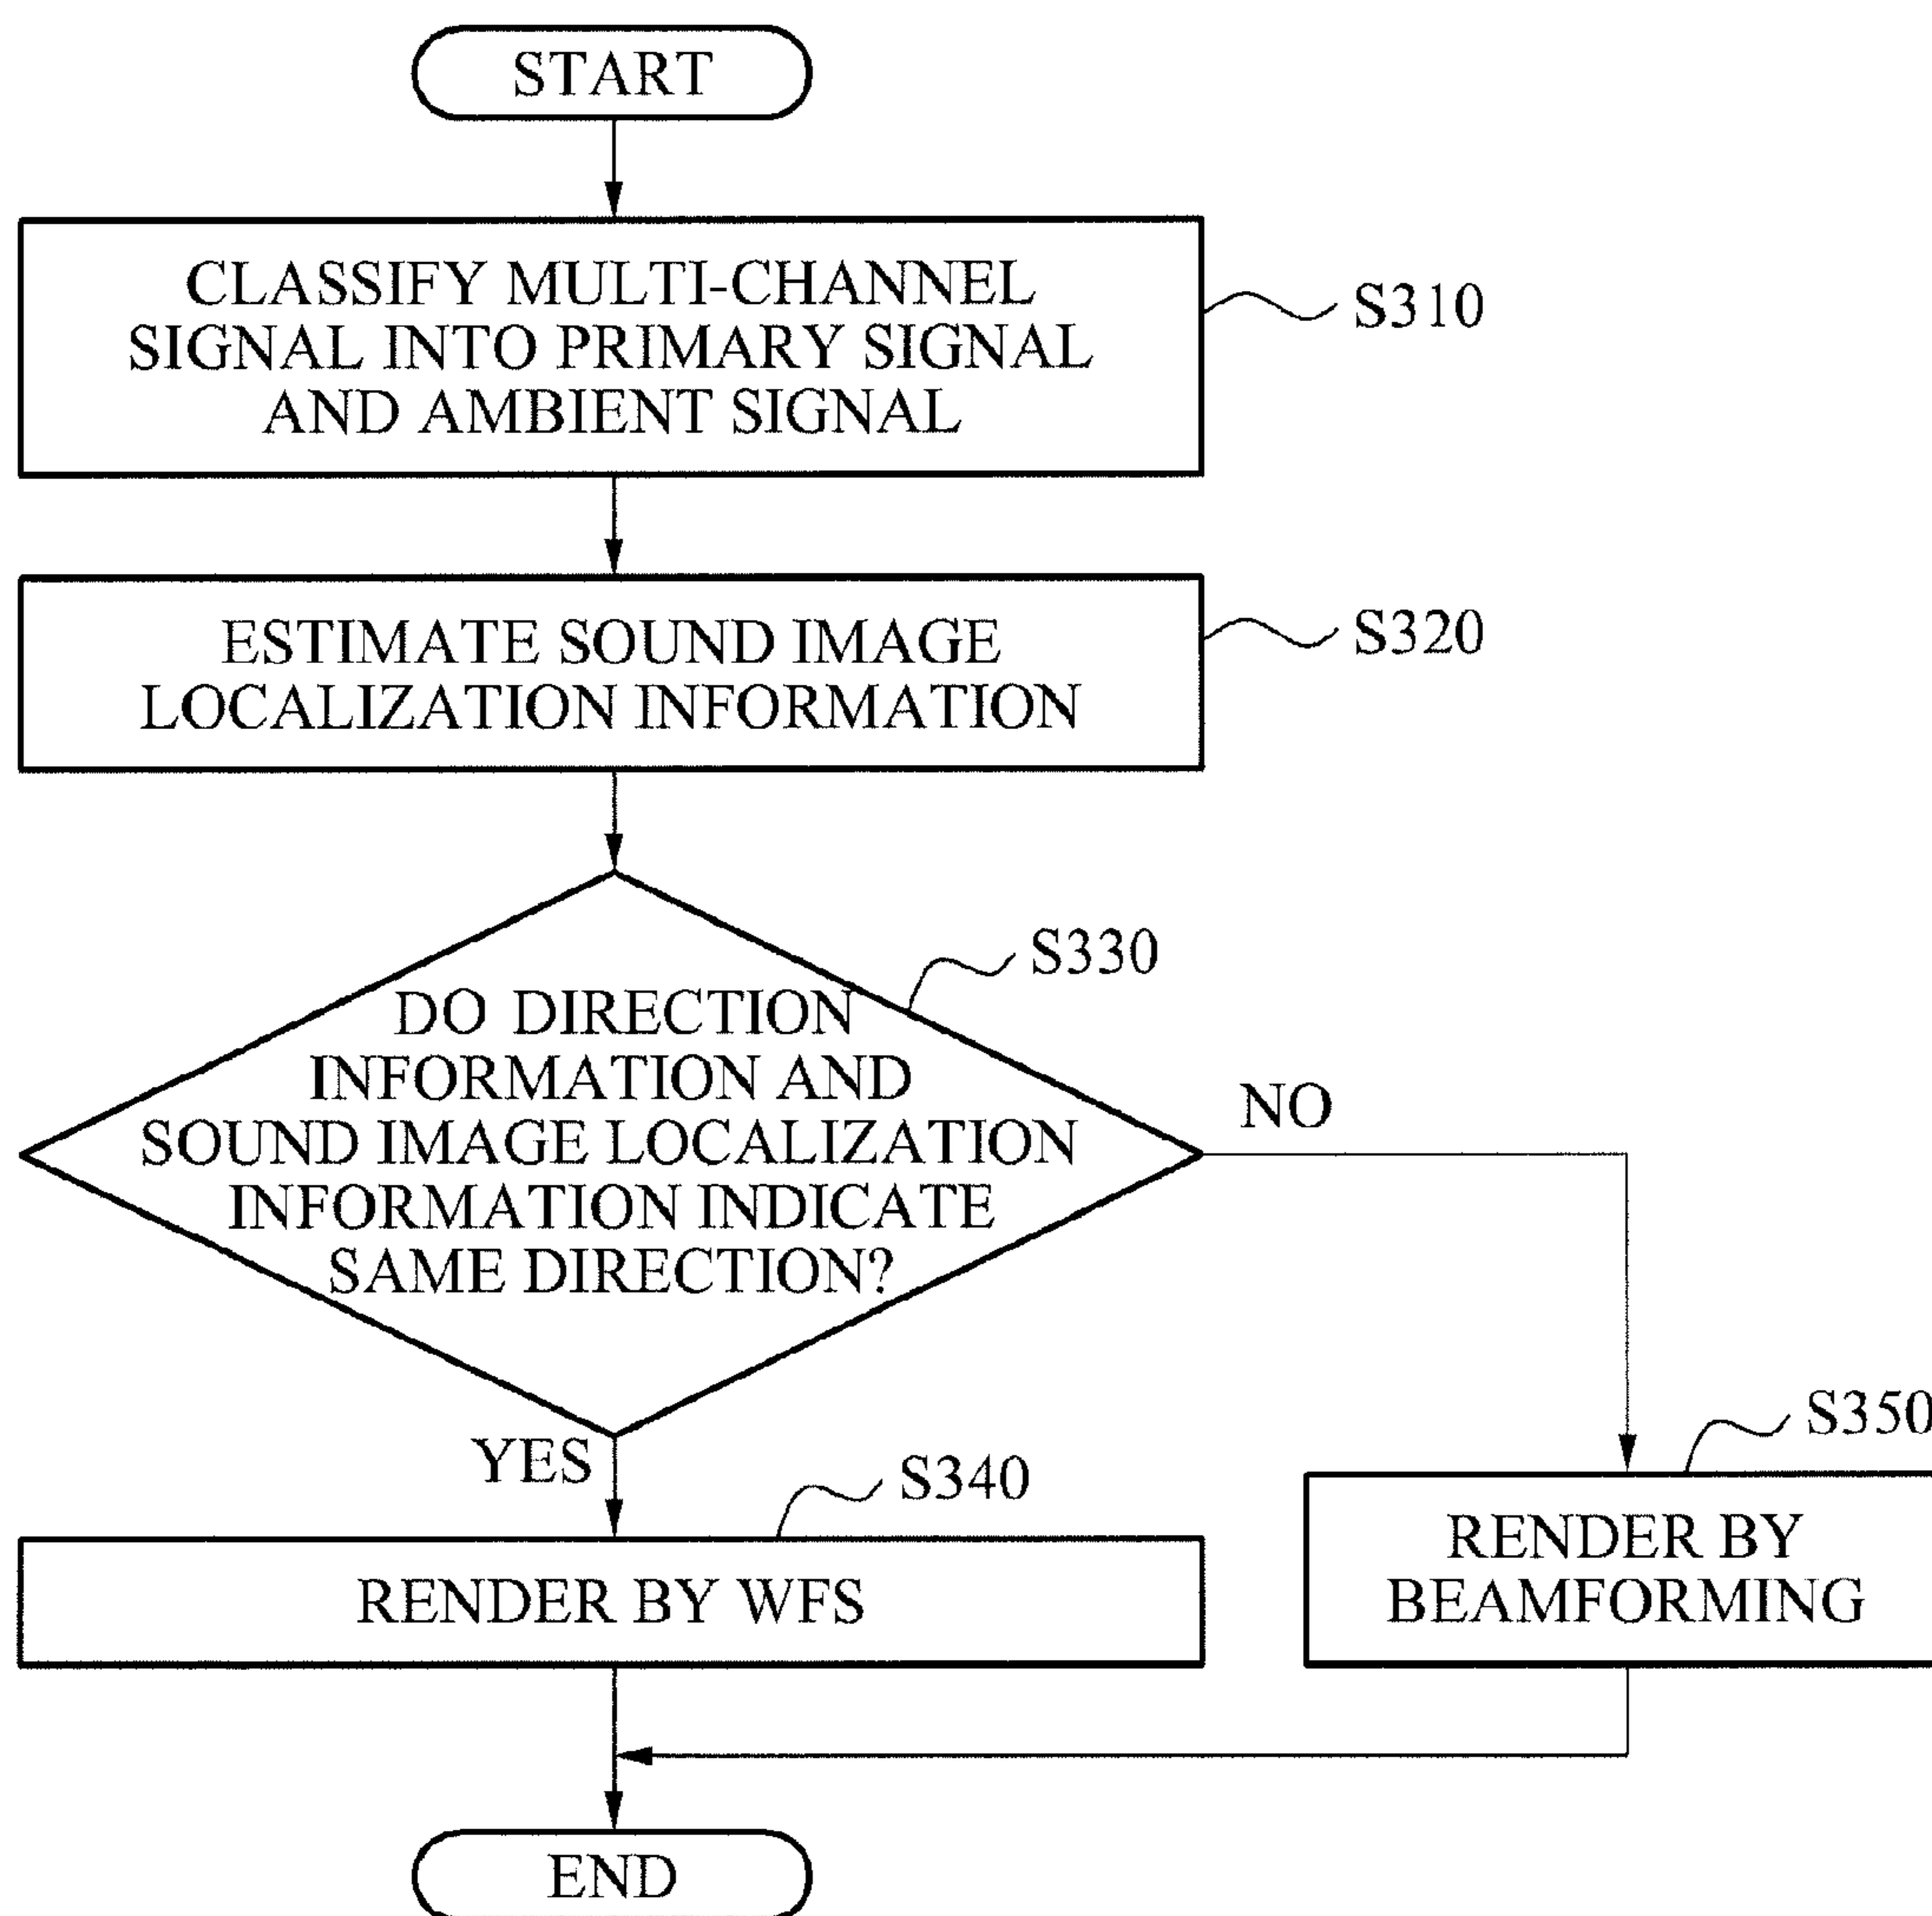 START
CLASSIFY MULTI-CHANNEL
SIGNAL INTO PRIMARY SIGNAL
AND AMBIENT SIGNAL
S310
ESTIMATE SOUND IMAGE
LOCALIZATION INFORMATION
S320
S330
DO DIRECTION
INFORMATION AND
SOUND IMAGE LOCALIZATION
INFORMATION INDICATE
SAME DIRECTION?
NO
YES
S340
RENDER BY WFS
S350
RENDER BY
BEAMFORMING
END